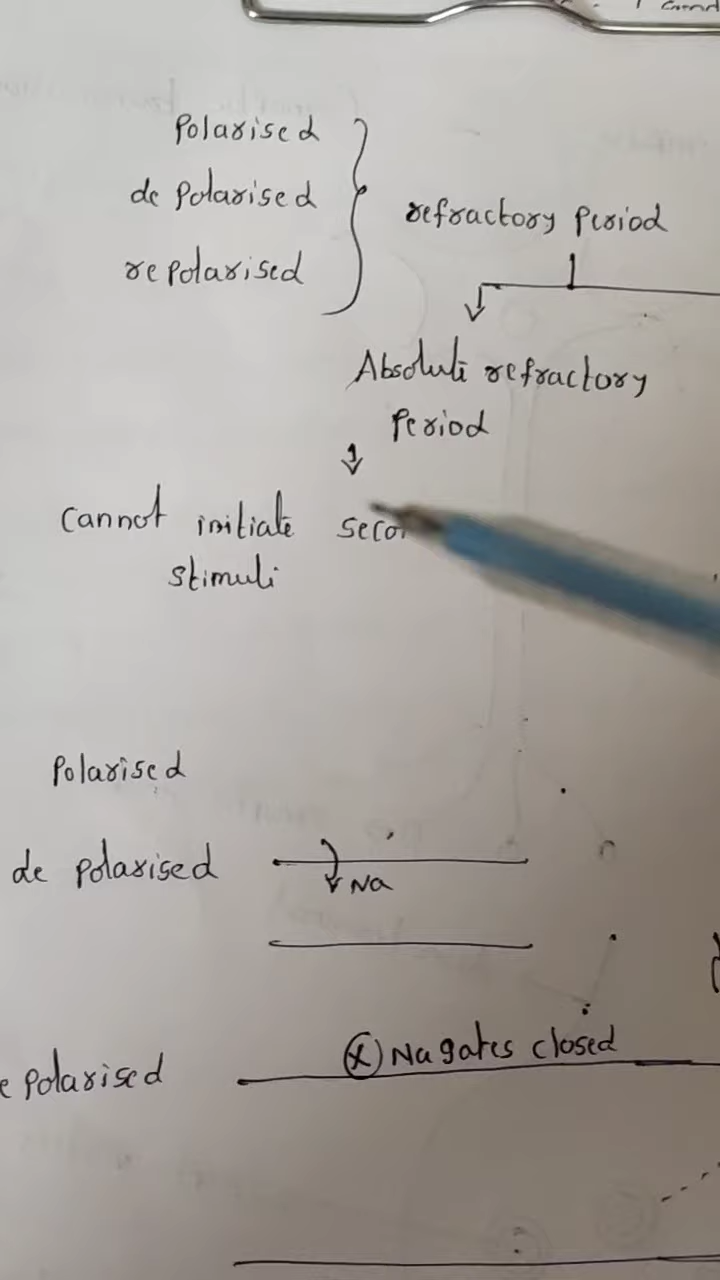 Polarised
de polarised
repolarised
refractory Period
Absolute refractory
Period
Cannot initiate
stimuli
Polarised
de polarised
Na
Na gates closed
polarised